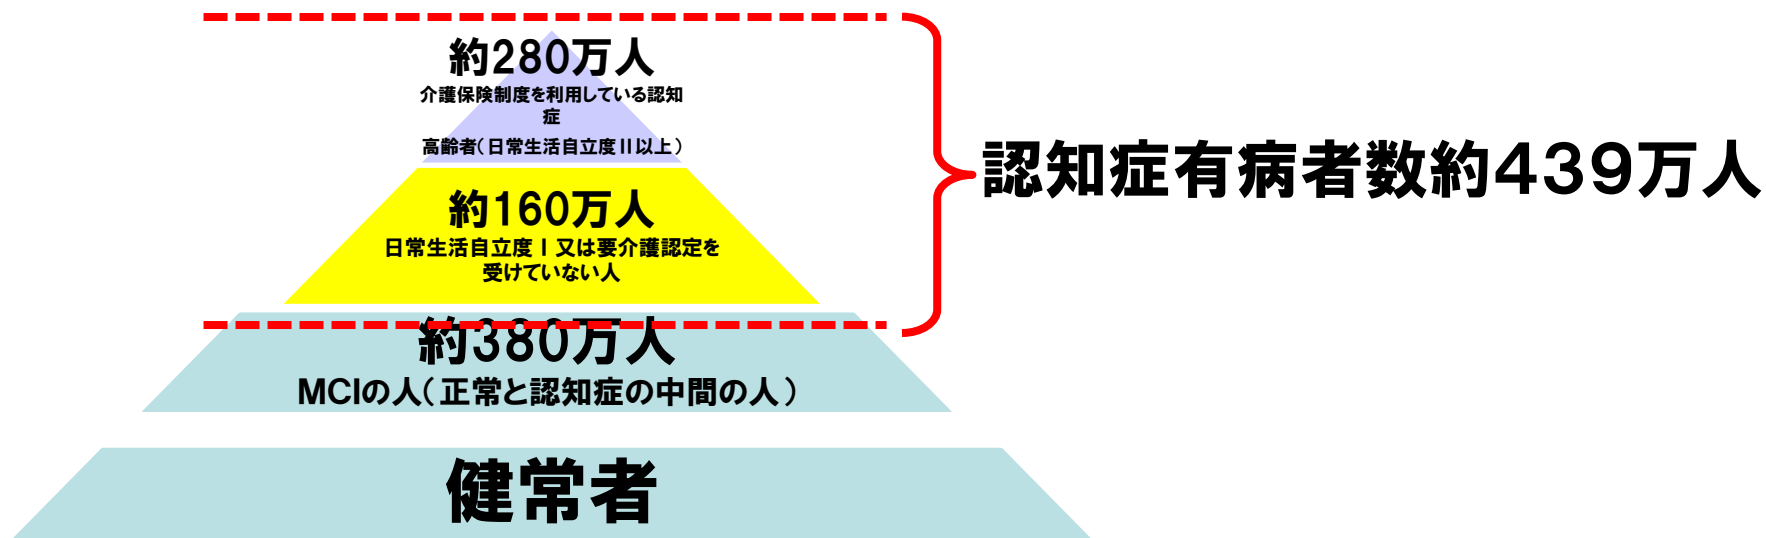 約280万人
介護保険制度を利用している認知
症
高齢者(日常生活自立度Ⅱ以上)
約160万人
日常生活自立度Ⅰ又は要介護認定を
受けていない人
認知症有病者数約439万人
約380万人
MCIの人(正常と認知症の中間の人)
健常者